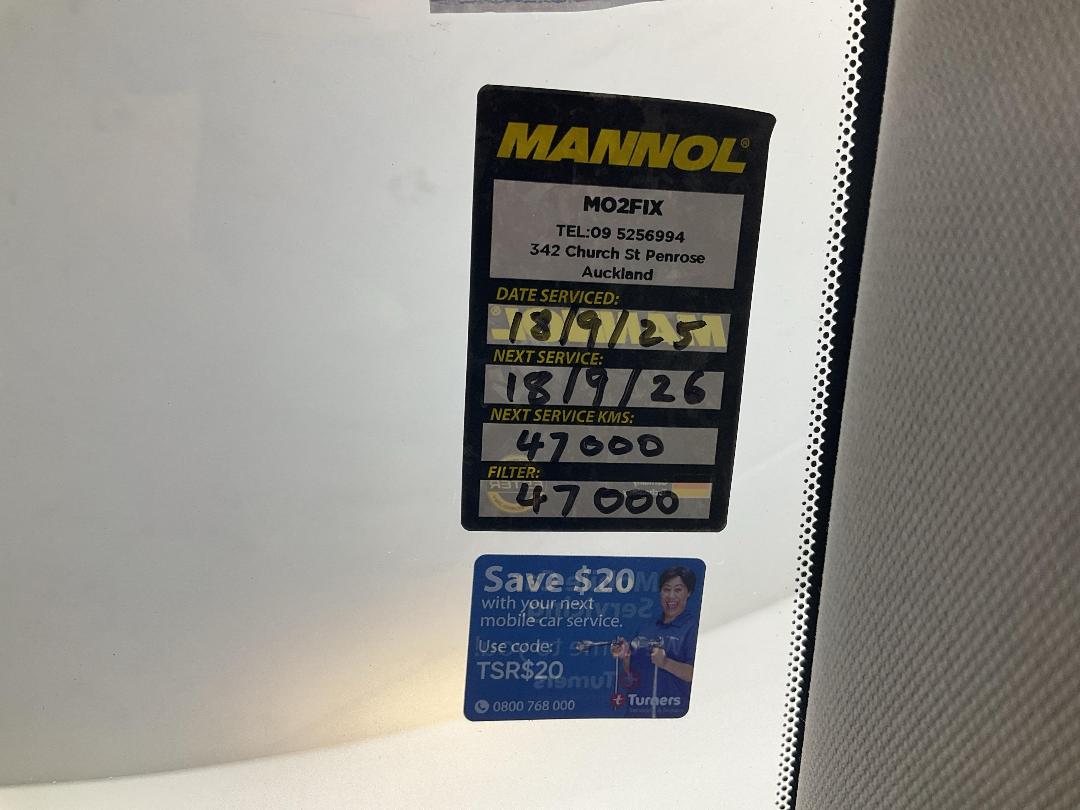 MANNOL®
MO2FIX
TEL:09 5256994
342 Church St Penrose
Auckland
DATE SERVICED:
18/9/25
NEXT SERVICE:
18/9/26
NEXT SERVICE KMS:
47000
FILTER:
47000
Save $20
with your next
mobile car service.
Use code:
TSR$20
0800 768 000
Turners